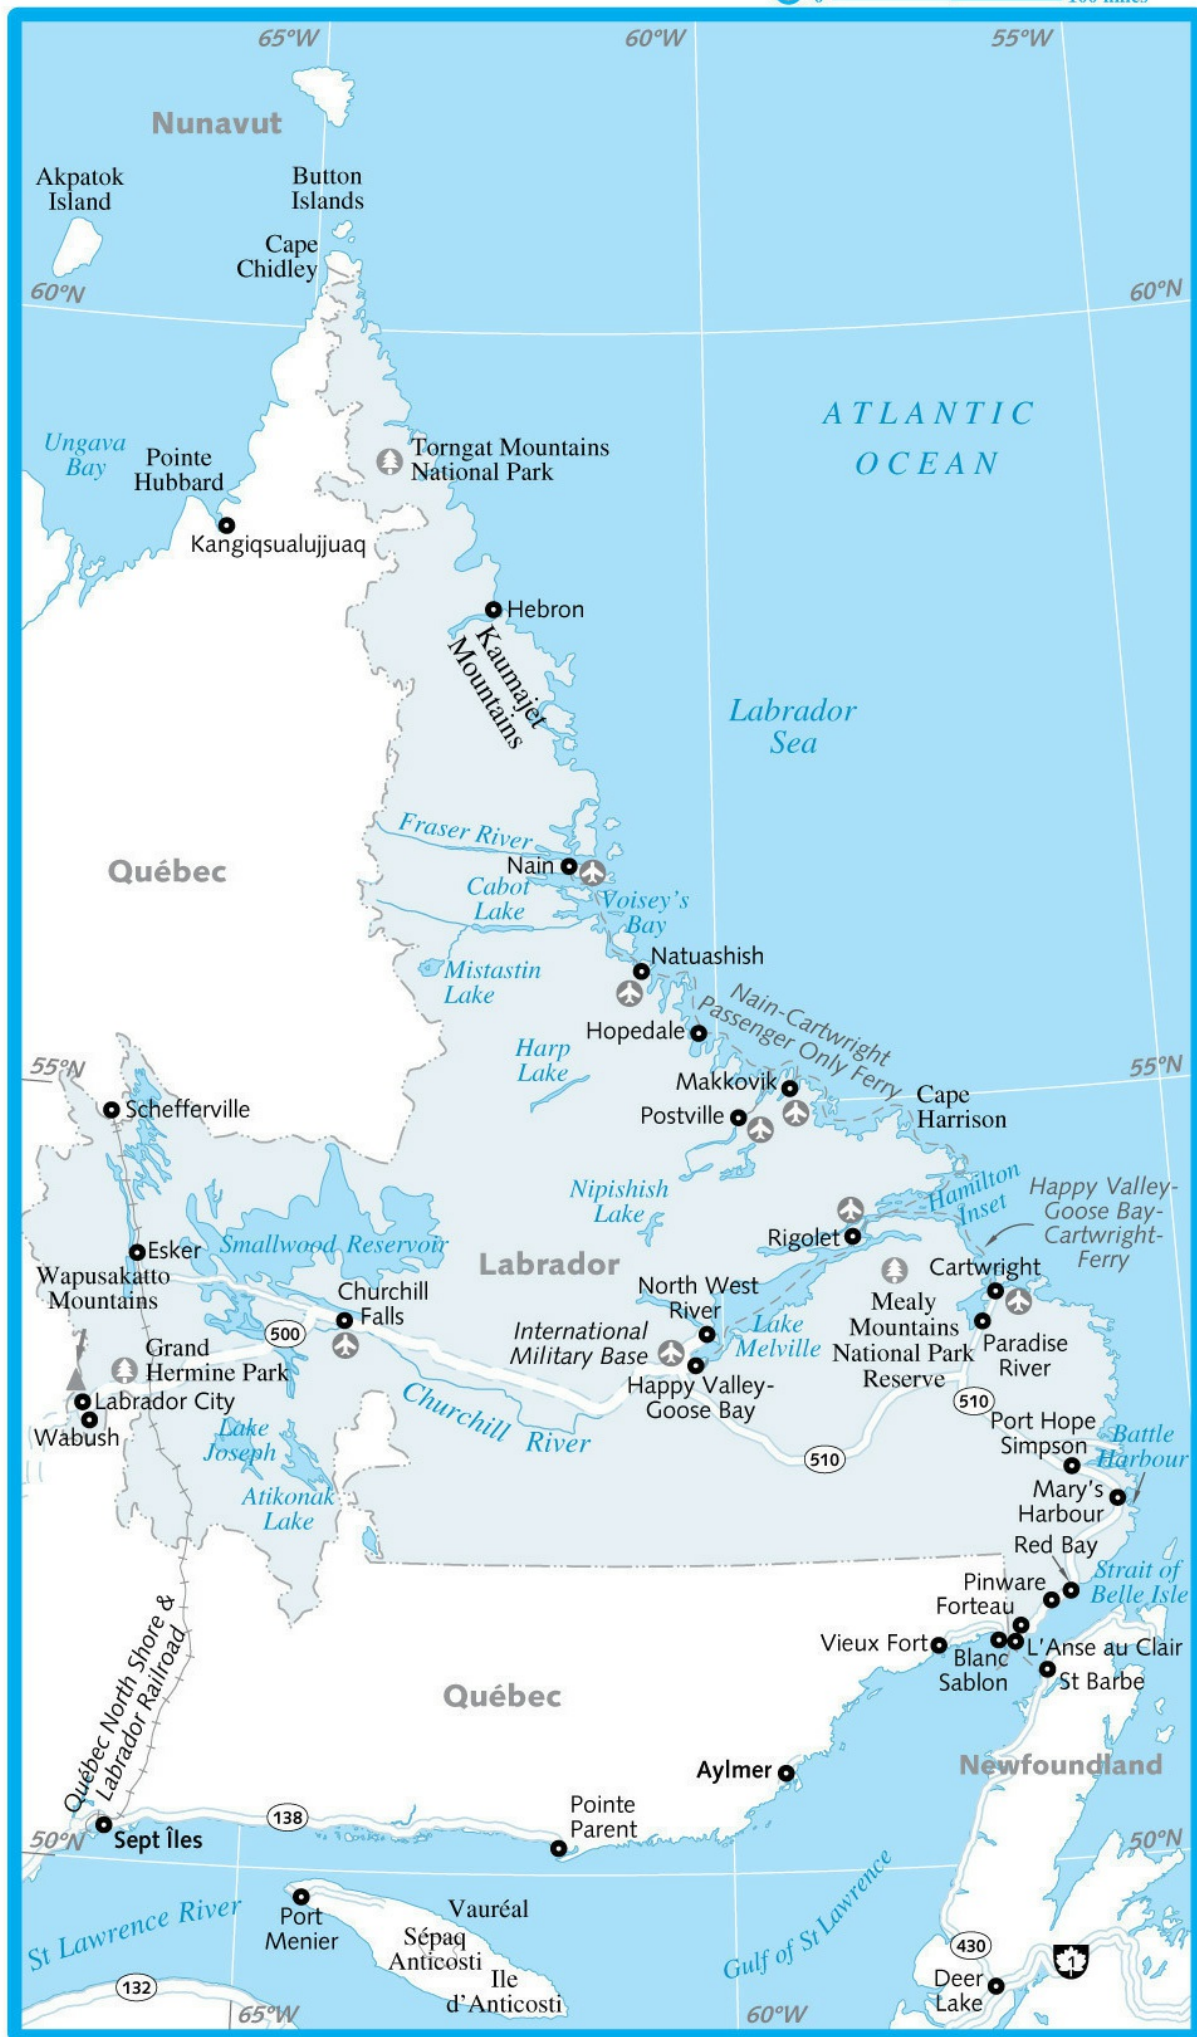 65°W
60°W
55°W
Nunavut
Akpatok
Island
Button
Islands
Cape
Chidley
60°N
60°N
ATLANTIC
OCEAN
Ungava
Bay
Pointe
Hubbard
Torngat Mountains
National Park
Kangiqsualujjuaq
Hebron
Kaumajet
Mountains
Labrador
Sea
Fraser River
Québec
Nain
Cabot
Lake
Voisey's
Bay
Natuashish
Mistastin
Lake
Nain-Cartwright
Passenger Only Ferry
Hopedale
Harp
Lake
55°N
55°N
Makkovik
Cape
Harrison
Schefferville
Postville
Nipishish
Lake
Hamilton
Inset
Happy Valley-
Goose Bay-
Cartwright-
Ferry
Rigolet
Esker
Smallwood Reservoir
Labrador
Cartwright
Wapusakatto
Mountains
Churchill
Falls
North West
River
Mealy
Mountains
National Park
Reserve
500
International
Military Base
Lake
Melville
Paradise
River
Grand
Hermine Park
Happy Valley-
Goose Bay
Labrador City
Churchill River
510
Wabush
Lake
Joseph
Port Hope
Simpson
Battle
Harbour
510
Atikonak
Lake
Mary's
Harbour
Red Bay
Strait of
Belle Isle
Pinware
Forteau
Québec North Shore &
Labrador Railroad
Vieux Fort
L'Anse au Clair
Blanc
Sablon
St Barbe
Québec
Newfoundland
Aylmer
138
Pointe
Parent
Sept Îles
50°N
50°N
St Lawrence River
Port
Menier
Vauréal
Sépaq
Anticosti
Ile
d'Anticosti
Gulf of St Lawrence
430
1
132
Deer
Lake
65°W
60°W